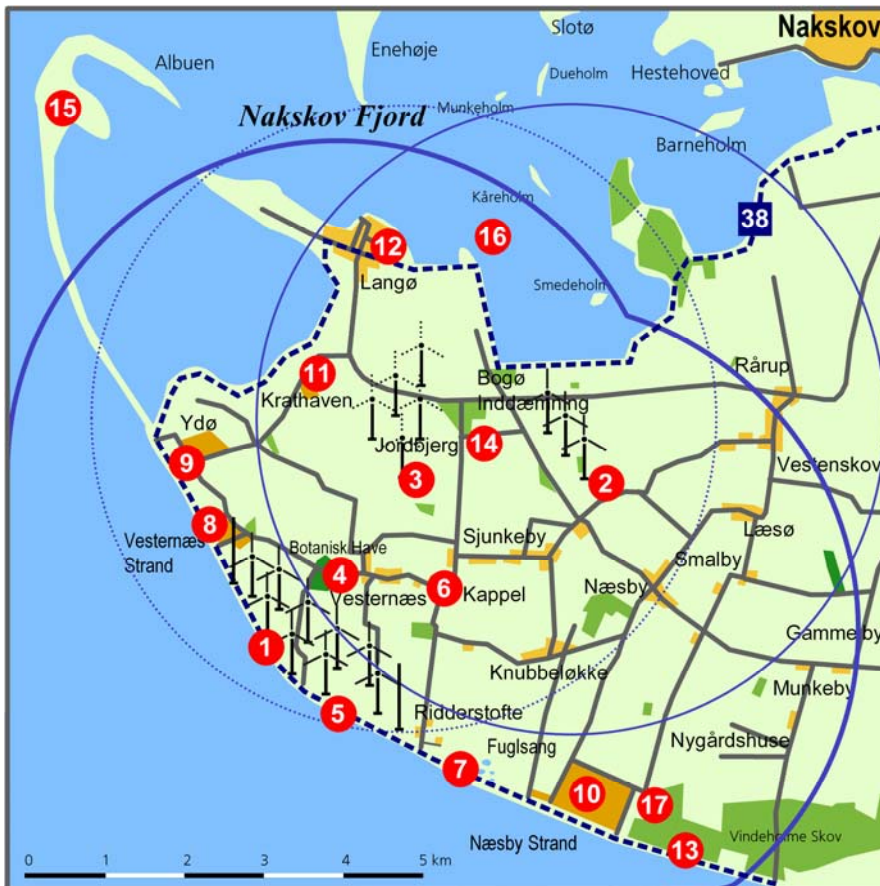 Slotø
Nakskov
Enehøje
Albuen
Dueholm
Hestehoved
15
Munkeholm
Nakskov Fjord
Barneholm
Kåreholm
38
16
12
Langø
Smedeholm
Rårup
11
Bogø
Krathaven
Inddæmning
Ydø
Jordbjerg
14
9
3
2
Vestenskov
8
Læsø
Vesternæs
Strand
Botanisk Have
Sjunkeby
Smalby
4
6
Vesternæs
Kappel
Næsby
Gammelby
1
Knubbeløkke
Munkeby
5
Ridderstofte
Nygårdshuse
Fuglsang
7
10
17
Næsby Strand
13
Vindeholme Skov
0 1 2 3 4 5 km